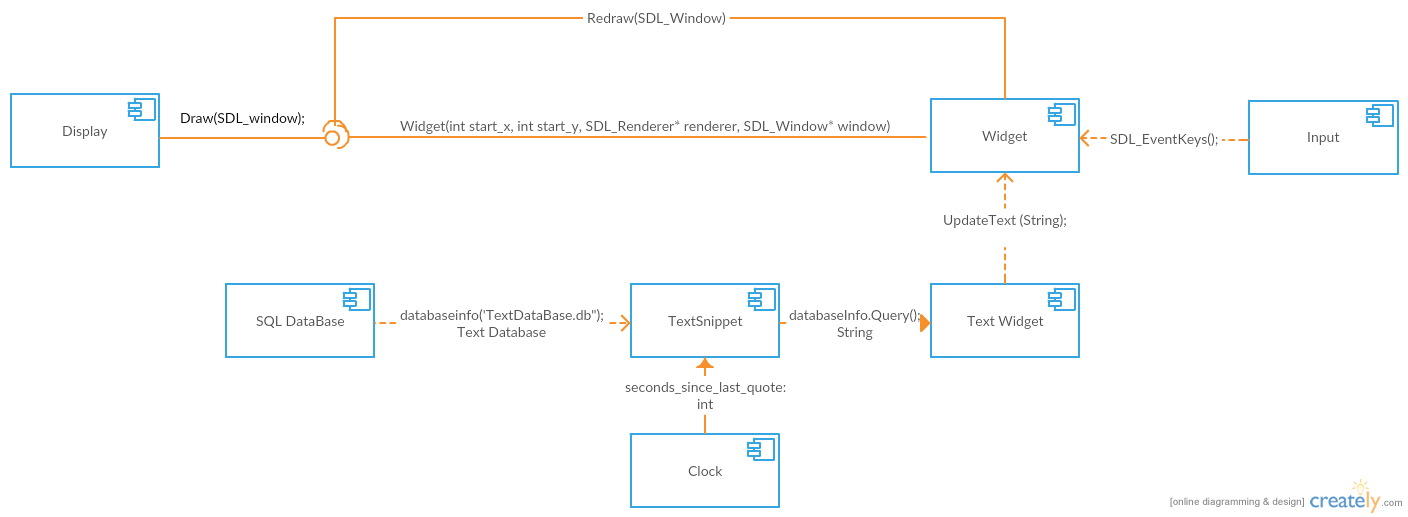 Redraw(SDL_Window)
Display
Draw(SDL_window);
Widget(int start_x, int start_y, SDL_Renderer* renderer, SDL_Window* window)
Widget
SDL_EventKeys();
Input
UpdateText (String);
SQL DataBase
databaseinfo('TextDataBase.db");
Text Database
TextSnippet
databaseInfo.Query();
String
Text Widget
seconds_since_last_quote:
int
Clock
[online diagramming & design] creately.com